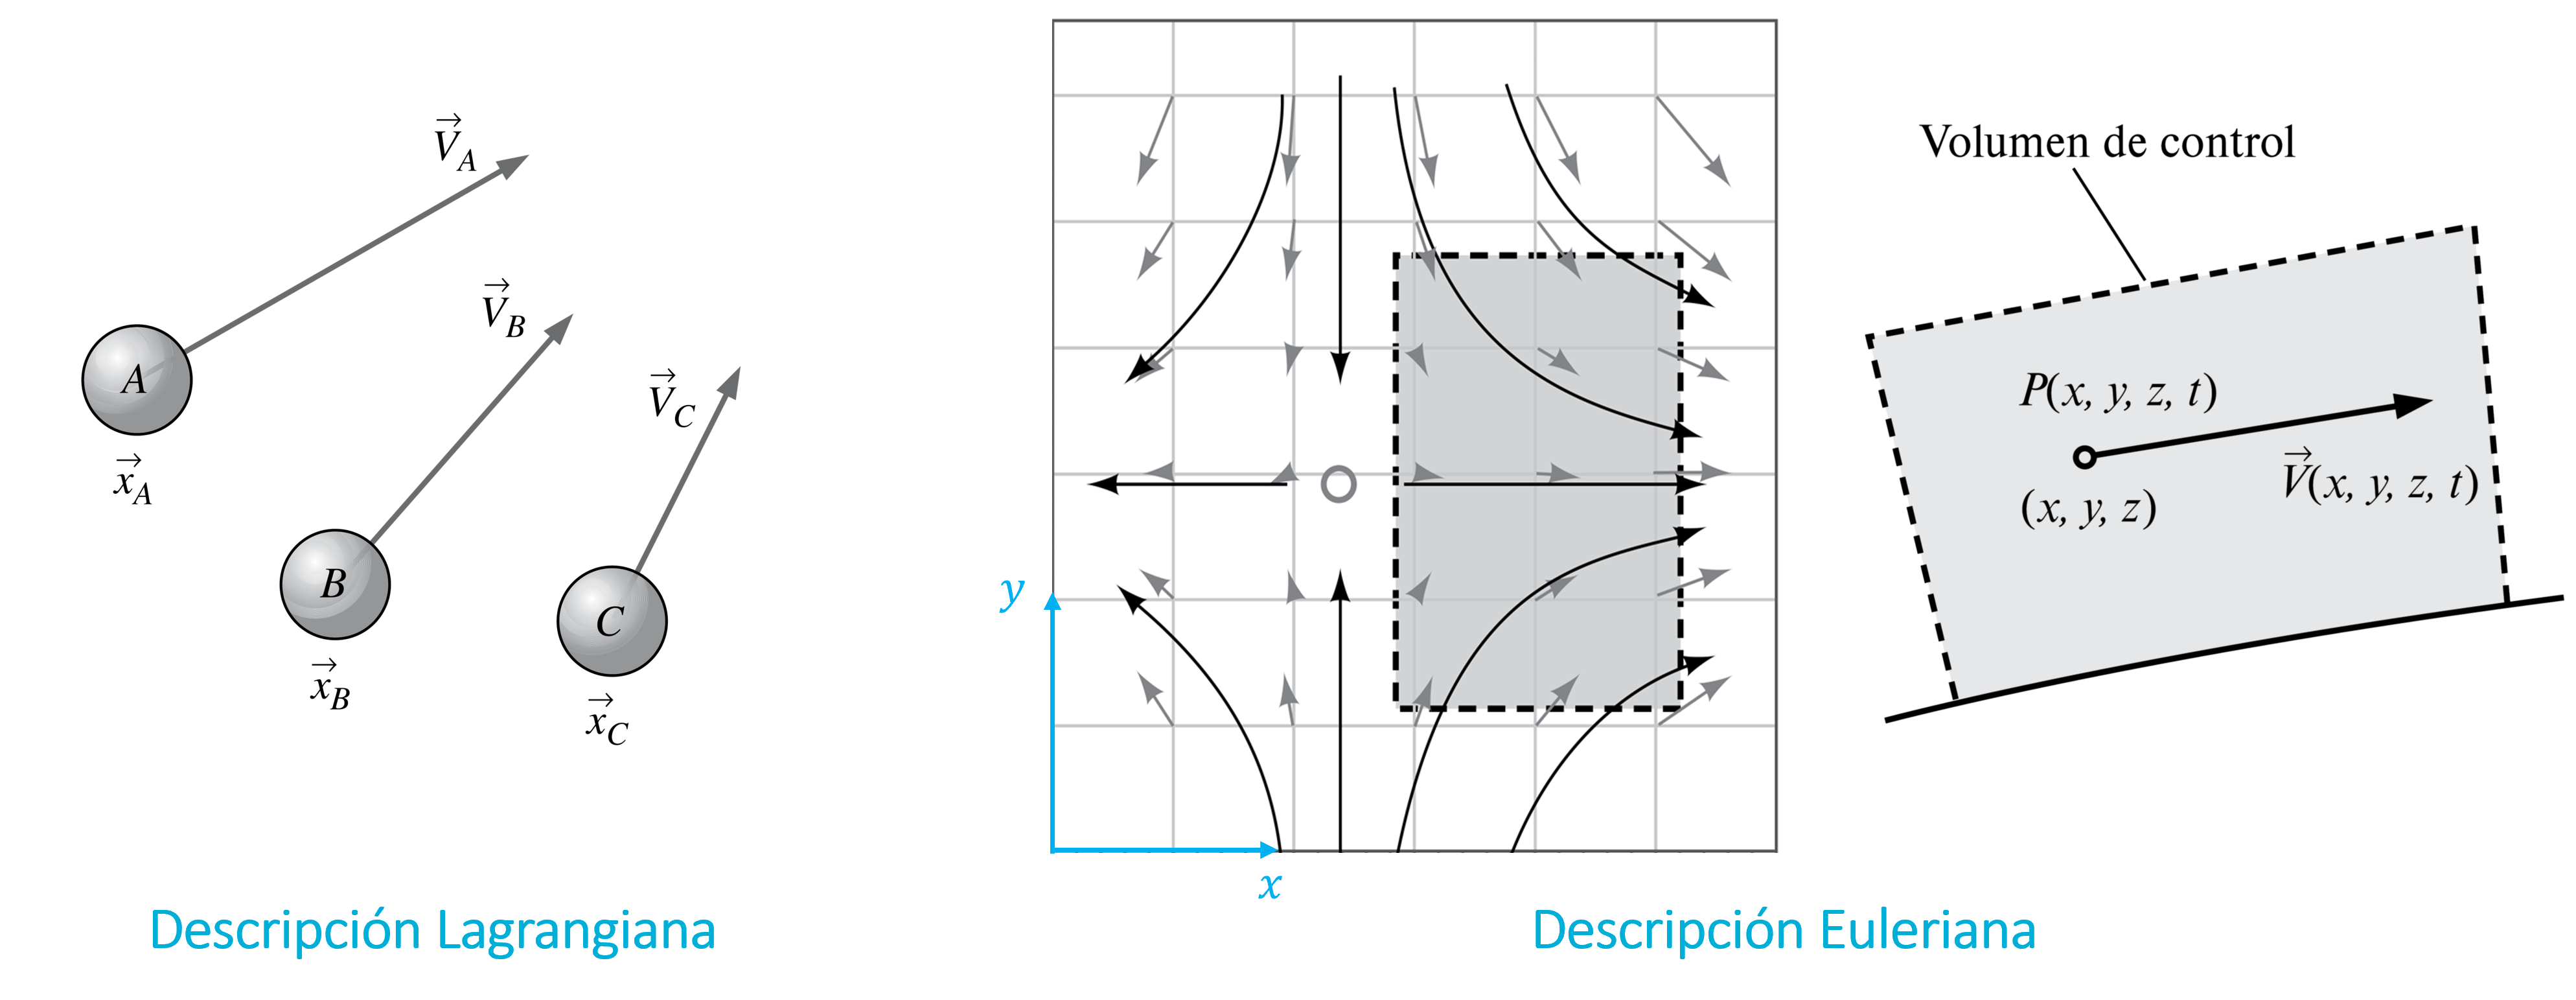 $\vec{V}_A$
$\vec{V}_B$
$\vec{V}_C$
A
$\vec{x}_A$
B
$\vec{x}_B$
C
$\vec{x}_C$
Descripción Lagrangiana
y
x
Volumen de control
P(x, y, z, t)
(x, y, z)
$\vec{V}$(x, y, z, t)
Descripción Euleriana